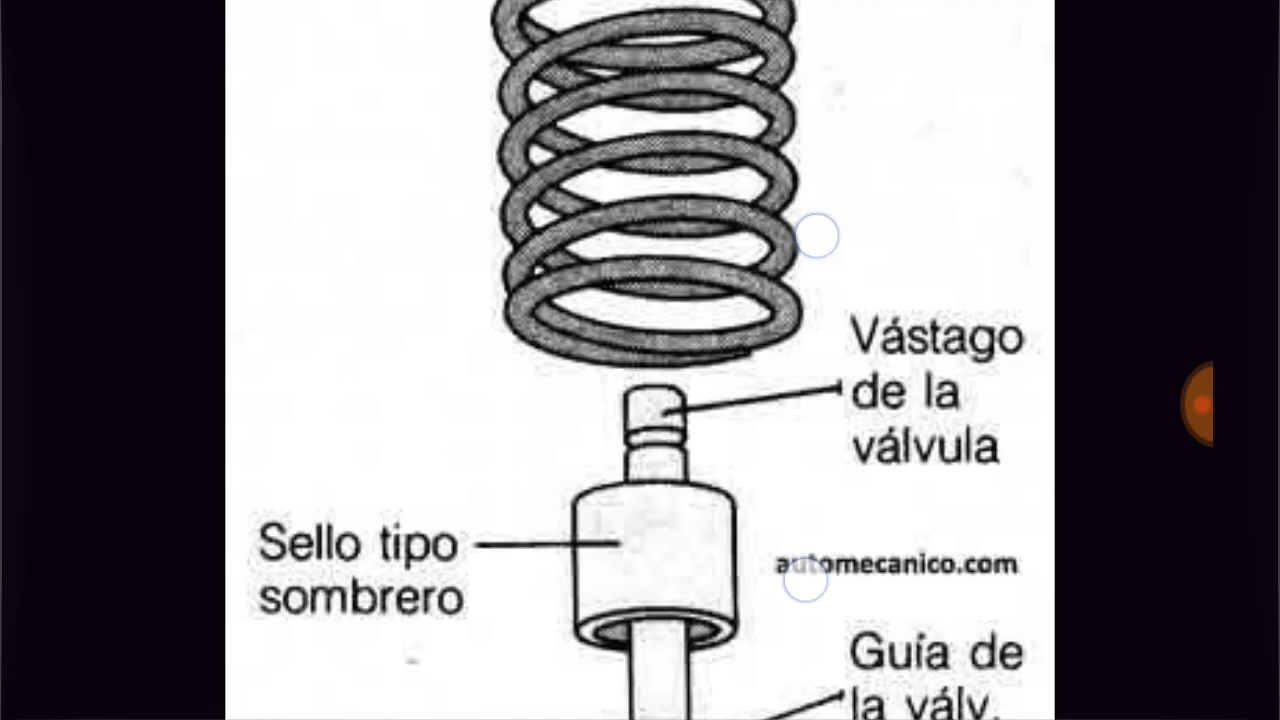 Vástago
de la
válvula
Sello tipo
sombrero
automecanico.com
Guía de
la válv.